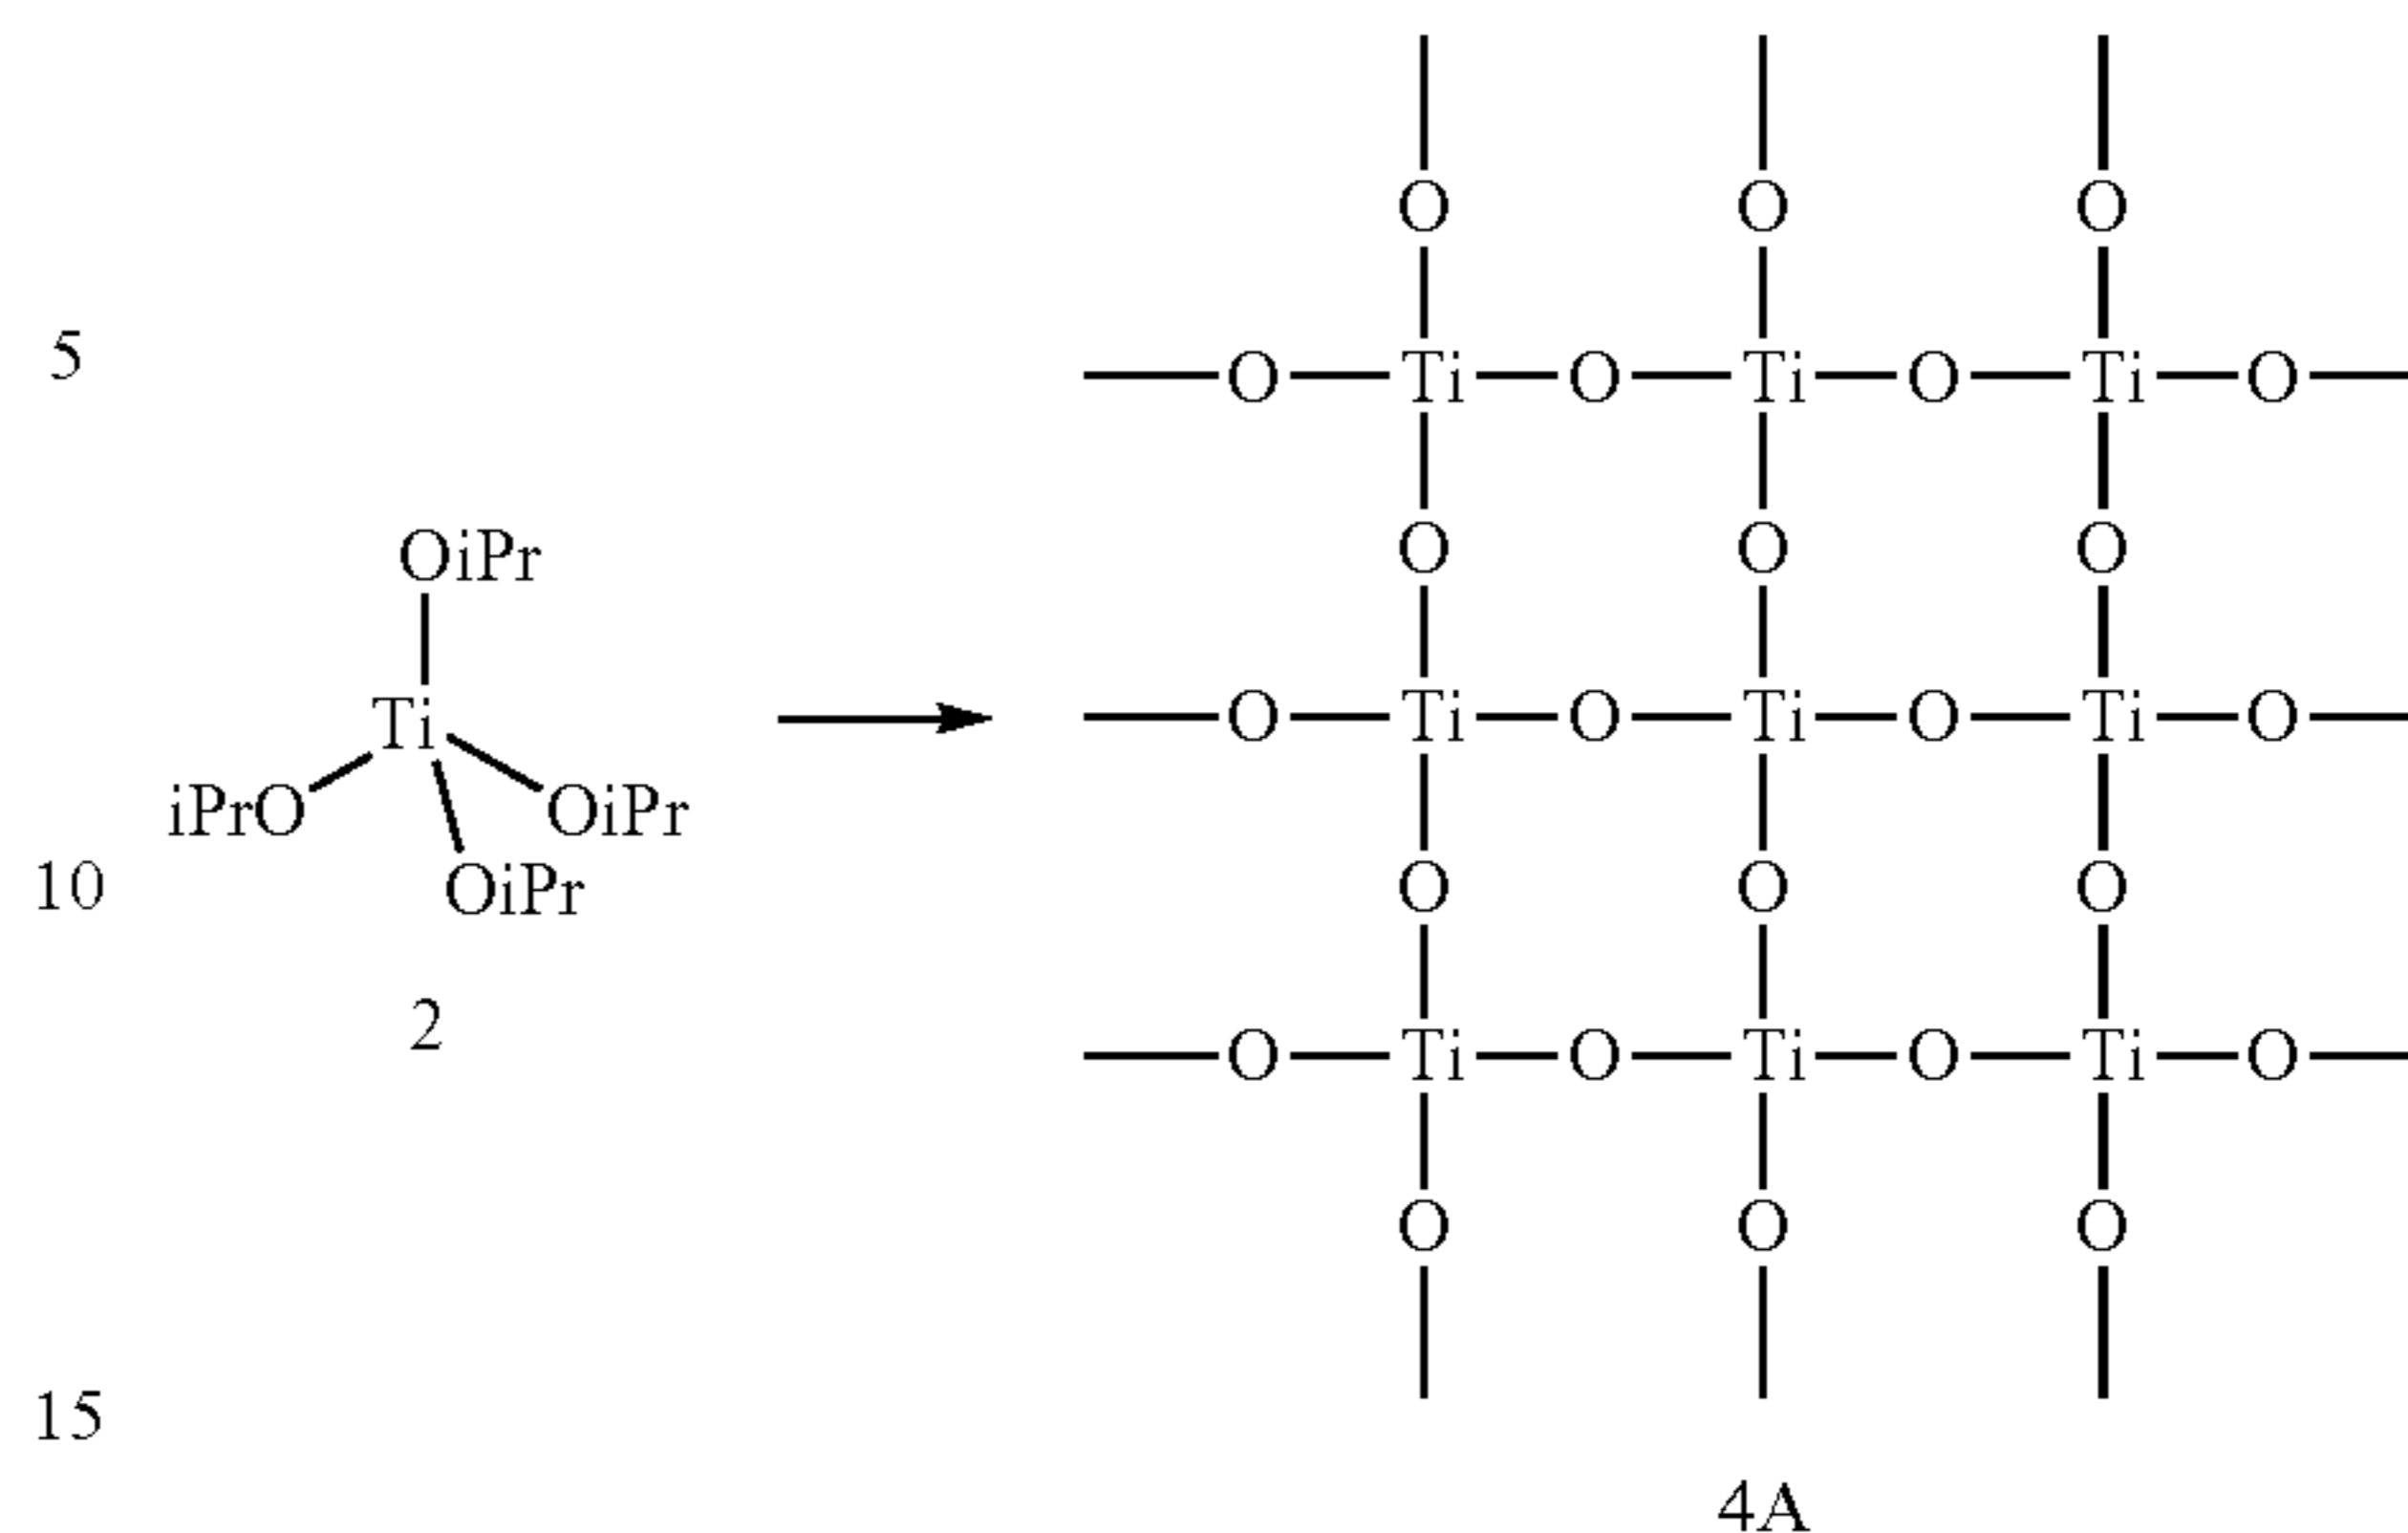 O O O
5 O Ti O Ti O Ti O
O O O
OiPr
Ti O Ti O Ti O Ti O
iPrO OiPr
10 OiPr O O O
2
O Ti O Ti O Ti O
O O O
15
4A